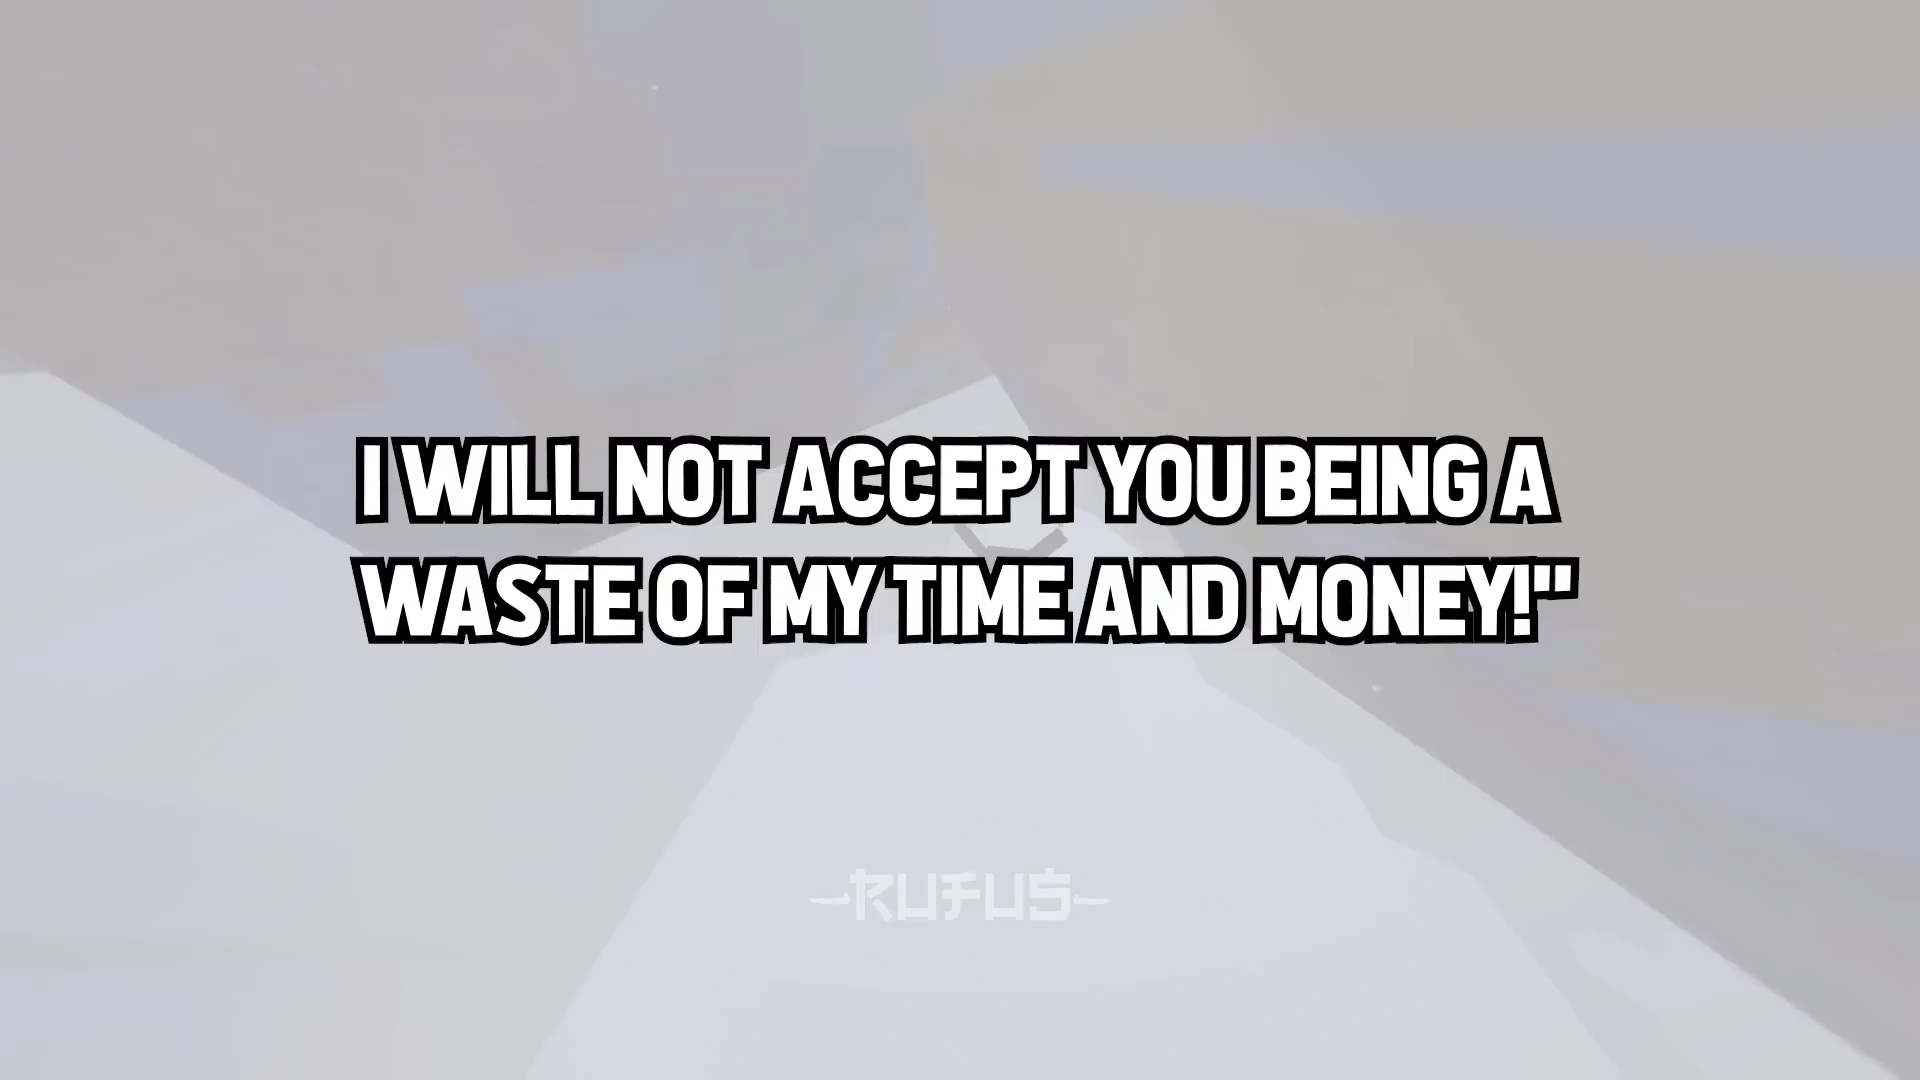 I WILL NOT ACCEPT YOU BEING A
WASTE OF MY TIME AND MONEY!"
-RUFUS-